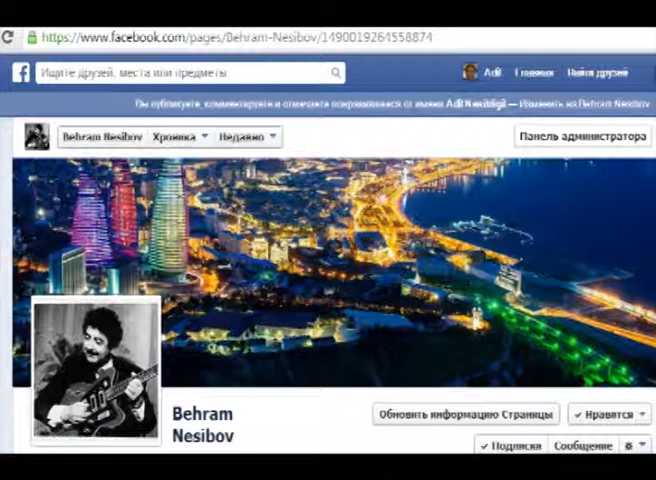 https://www.facebook.com/pages/Behram-Nesibov/1490019264558874
f Ищите друзей, места или предметы Adil Главная Найти друзей
Вы публикуете, комментируете и отмечаете понравившееся от имени Adil — Изменить на Behram Nesibov
Behram Nesibov Хроника Недавно Панель администратора
Behram
Nesibov
Обновить информацию Страницы Нравится
Подписки Сообщение